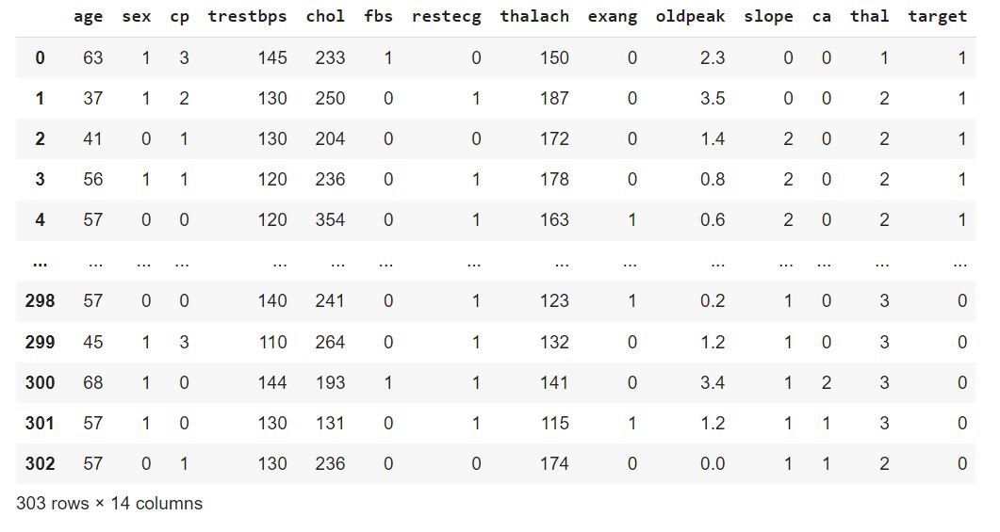 age sex cp trestbps chol fbs restecg thalach exang oldpeak slope ca thal target
0 63 1 3 145 233 1 0 150 0 2.3 0 0 1 1
1 37 1 2 130 250 0 1 187 0 3.5 0 0 2 1
2 41 0 1 130 204 0 0 172 0 1.4 2 0 2 1
3 56 1 1 120 236 0 1 178 0 0.8 2 0 2 1
4 57 0 0 120 354 0 1 163 1 0.6 2 0 2 1
... ... ... ... ... ... ... ... ... ... ... ... ... ... ...
298 57 0 0 140 241 0 1 123 1 0.2 1 0 3 0
299 45 1 3 110 264 0 1 132 0 1.2 1 0 3 0
300 68 1 0 144 193 1 1 141 0 3.4 1 2 3 0
301 57 1 0 130 131 0 1 115 1 1.2 1 1 3 0
302 57 0 1 130 236 0 0 174 0 0.0 1 1 2 0
303 rows × 14 columns